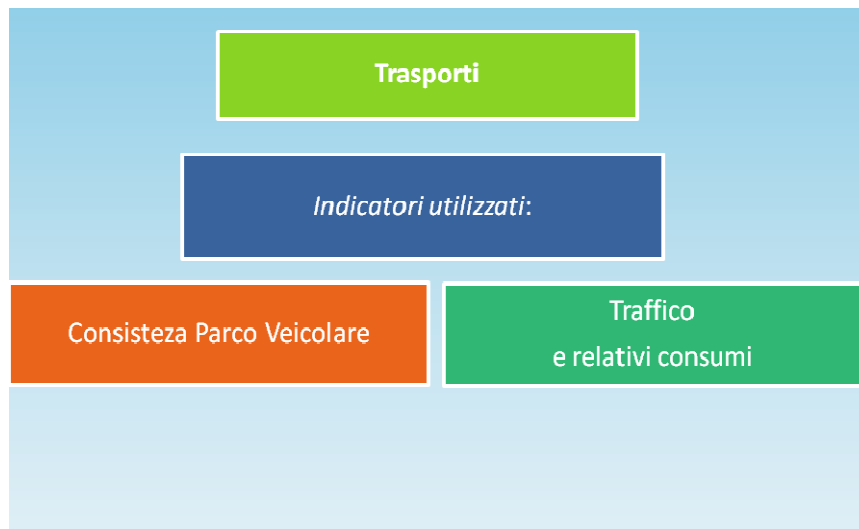 Trasporti
Indicatori utilizzati:
Consisteza Parco Veicolare
Traffico
e relativi consumi